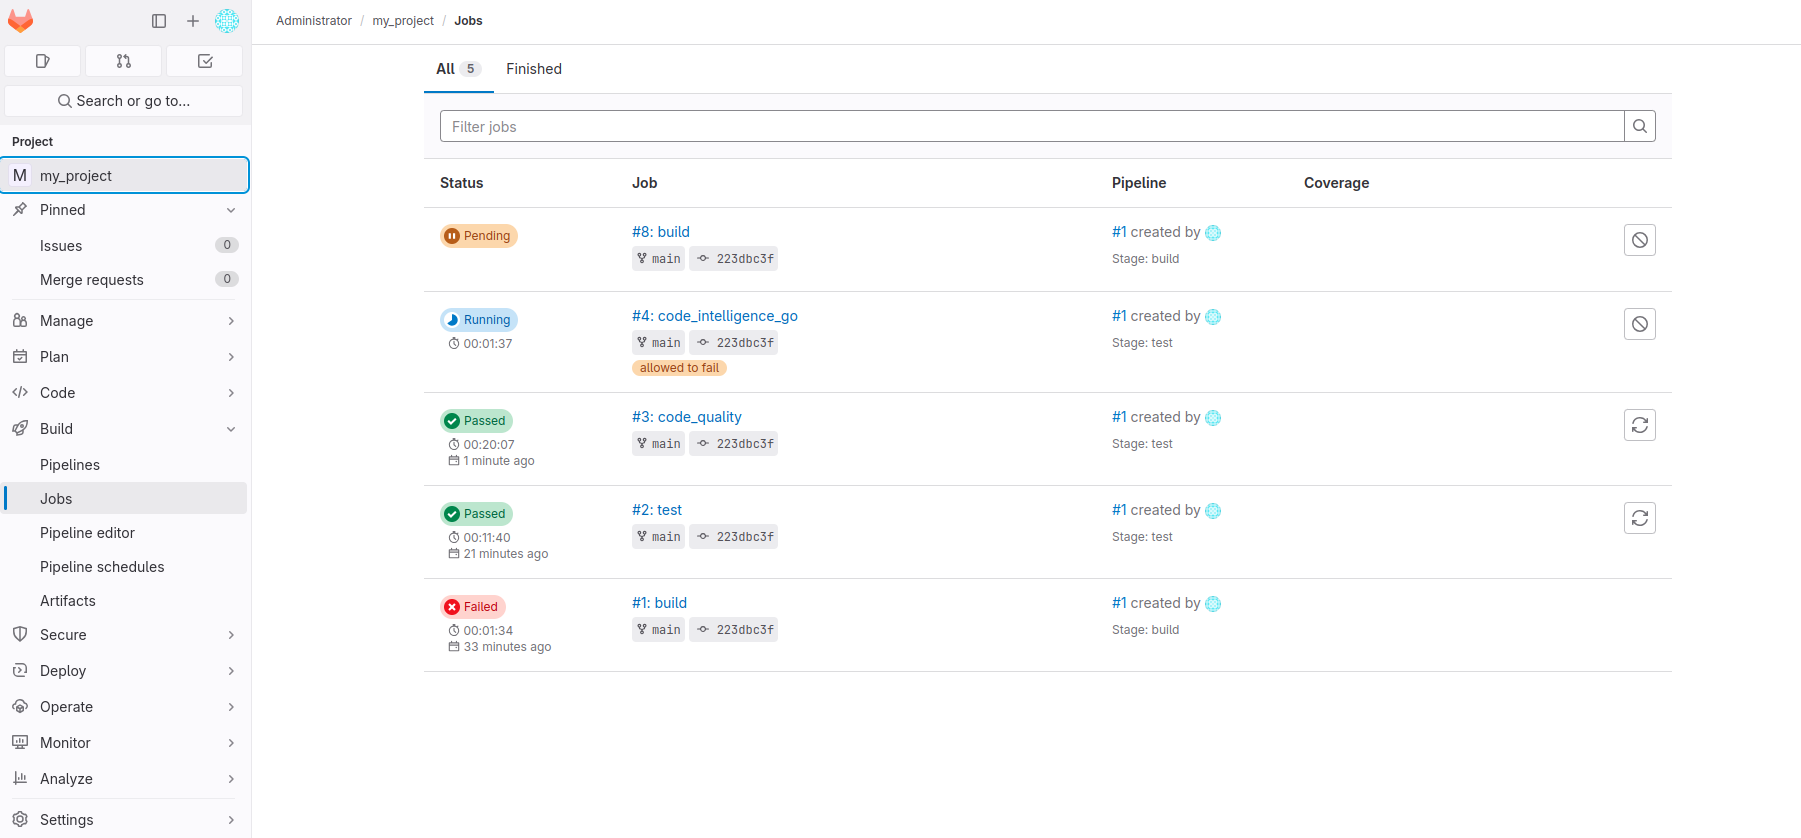 Administrator / my_project / Jobs
Search or go to...
Project
M my_project
Pinned
Issues 0
Merge requests 0
Manage
Plan
Code
Build
Pipelines
Jobs
Pipeline editor
Pipeline schedules
Artifacts
Secure
Deploy
Operate
Monitor
Analyze
Settings
All 5 Finished
Filter jobs
Status Job Pipeline Coverage
Pending #8: build #1 created by
main 223dbc3f Stage: build
Running #4: code_intelligence_go #1 created by
00:01:37 main 223dbc3f Stage: test
allowed to fail
Passed #3: code_quality #1 created by
00:20:07 main 223dbc3f Stage: test
1 minute ago
Passed #2: test #1 created by
00:11:40 main 223dbc3f Stage: test
21 minutes ago
Failed #1: build #1 created by
00:01:34 main 223dbc3f Stage: build
33 minutes ago